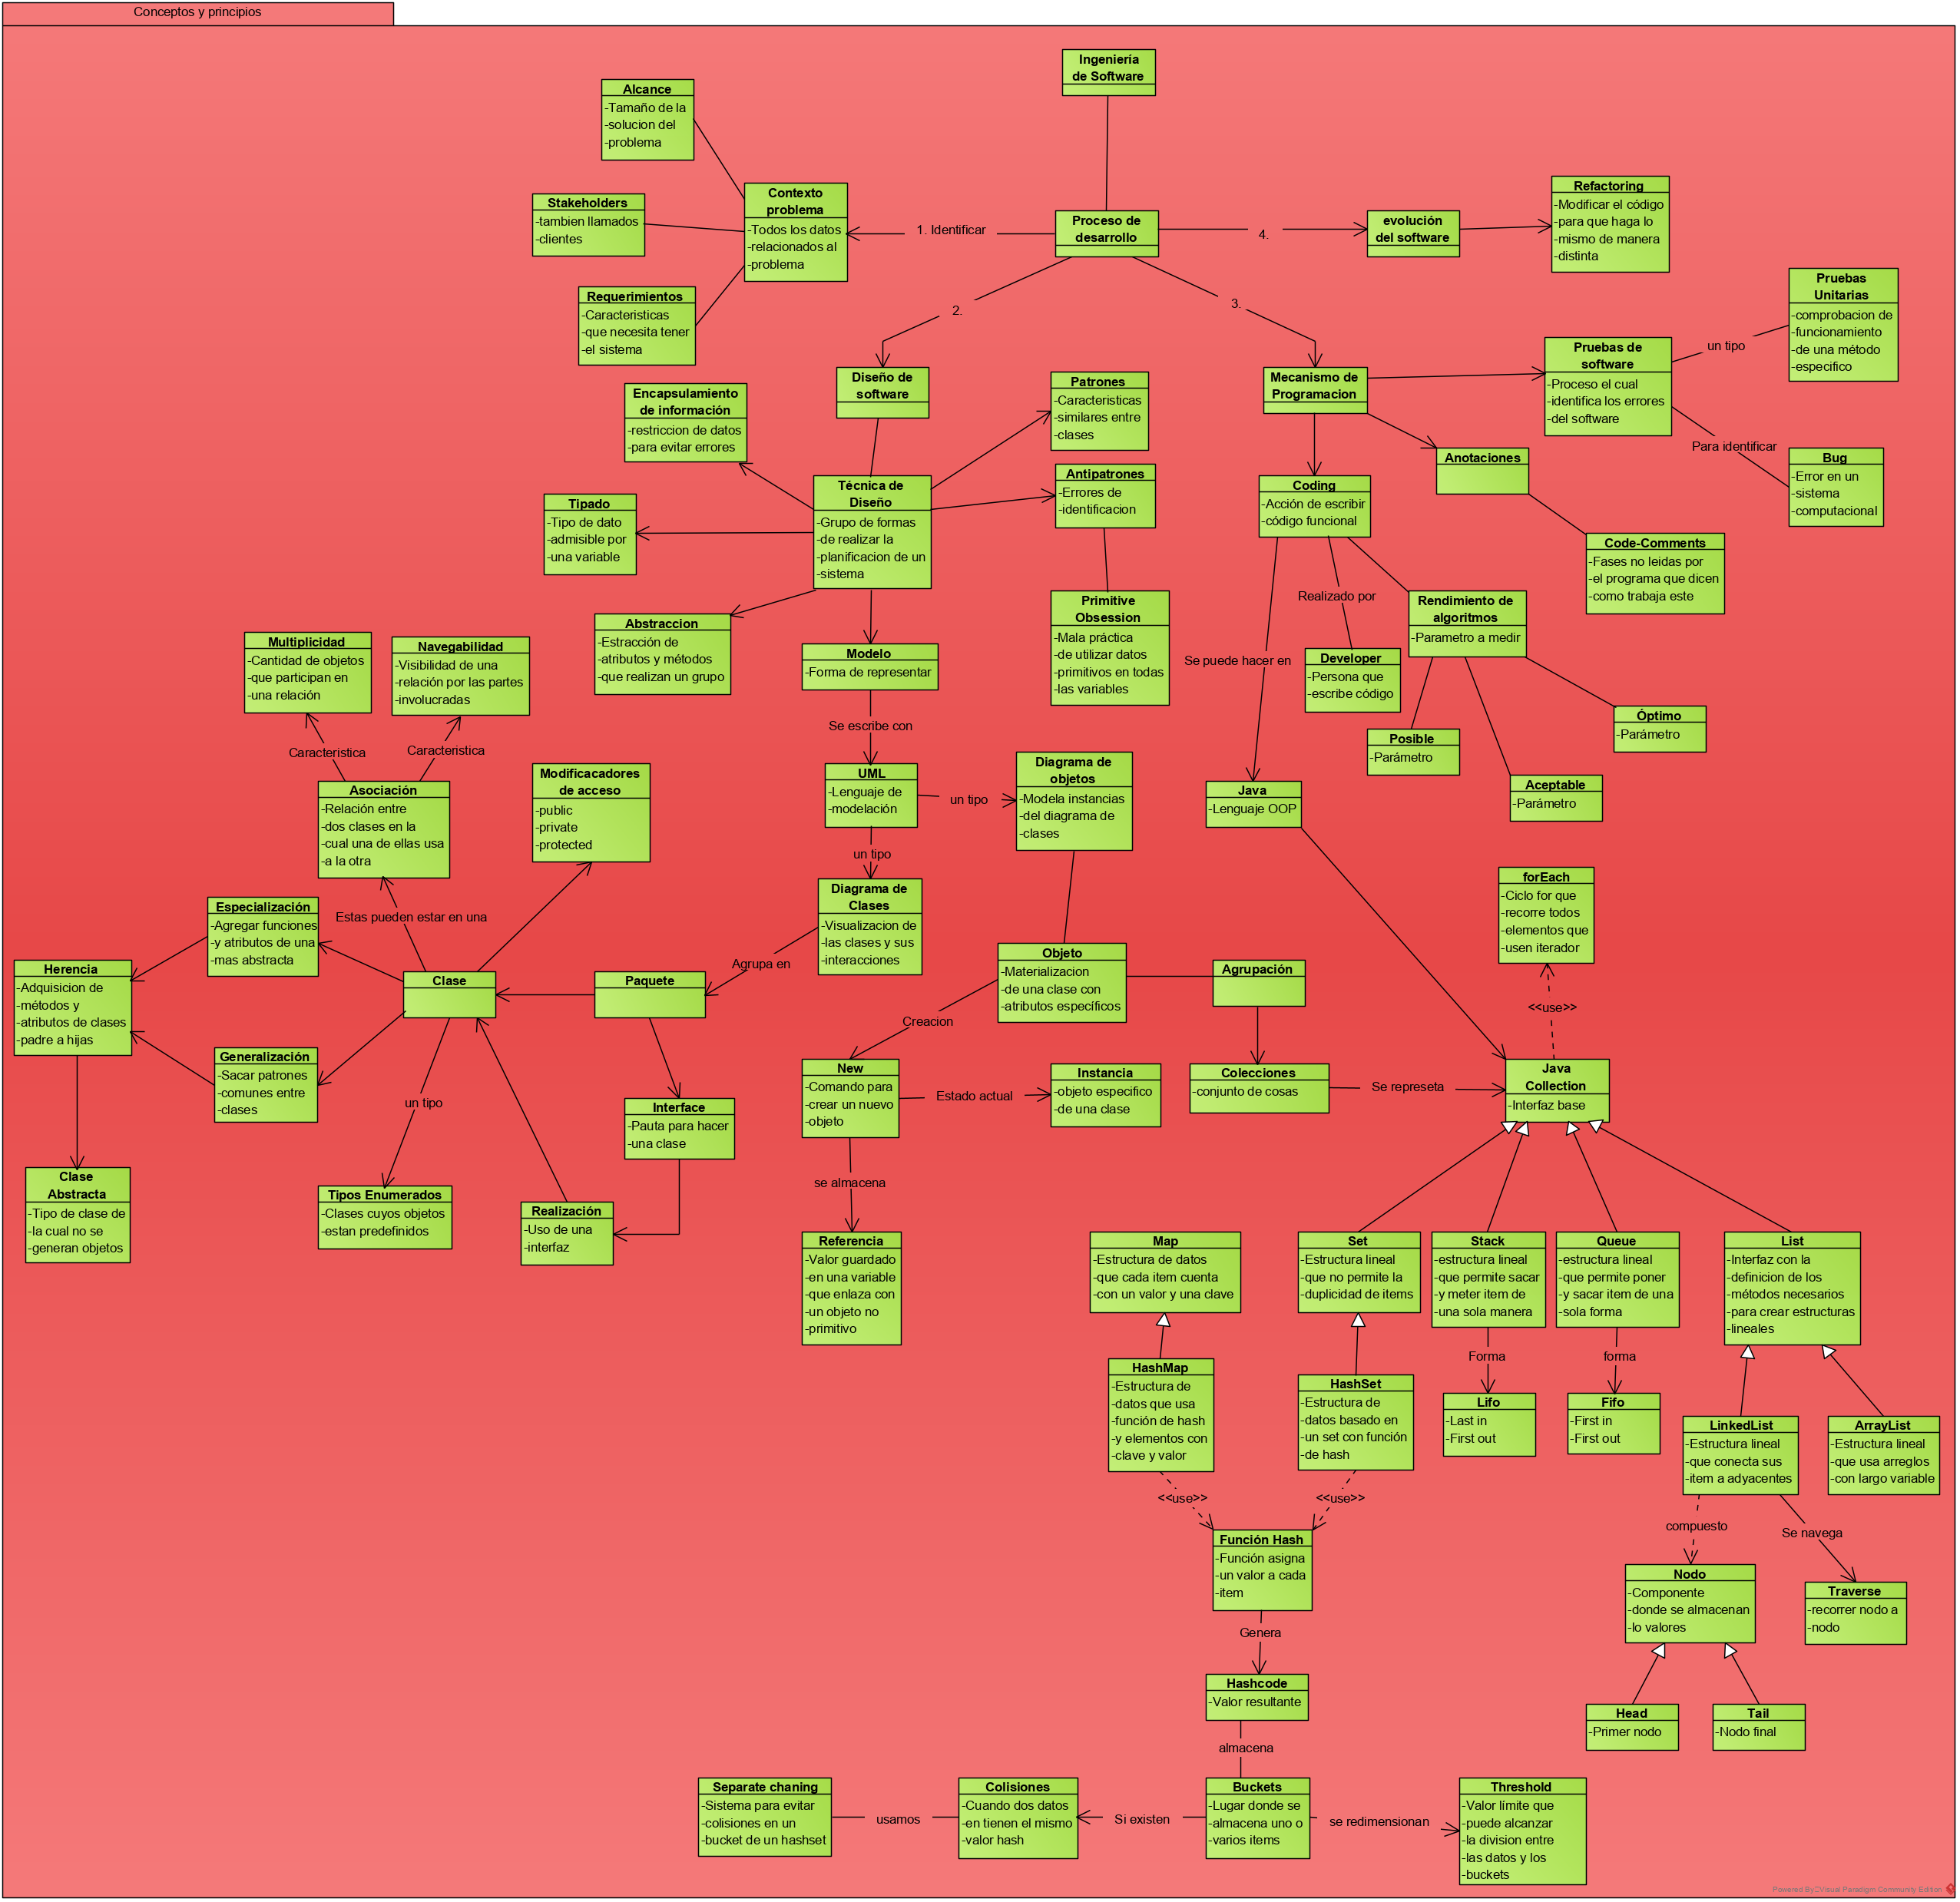 Conceptos y principios
Ingeniería
de Software
Alcance
-Tamaño de la
-solucion del
-problema
Stakeholders
-tambien llamados
-clientes
Requerimientos
-Caracteristicas
-que necesita tener
-el sistema
Contexto
problema
-Todos los datos
-relacionados al
-problema
1. Identificar
Proceso de
desarrollo
4.
evolución
del software
Refactoring
-Modificar el código
-para que haga lo
-mismo de manera
-distinta
2.
3.
Pruebas
Unitarias
-comprobacion de
-funcionamiento
-de una método
-especifico
un tipo
Pruebas de
software
-Proceso el cual
-identifica los errores
-del software
Para identificar
Bug
-Error en un
-sistema
-computacional
Diseño de
software
Mecanismo de
Programacion
Encapsulamiento
de información
-restriccion de datos
-para evitar errores
Patrones
-Caracteristicas
-similares entre
-clases
Anotaciones
Code-Comments
-Fases no leidas por
-el programa que dicen
-como trabaja este
Técnica de
Diseño
-Grupo de formas
-de realizar la
-planificacion de un
-sistema
Antipatrones
-Errores de
-identificacion
Coding
-Acción de escribir
-código funcional
Tipado
-Tipo de dato
-admisible por
-una variable
Primitive
Obsession
-Mala práctica
-de utilizar datos
-primitivos en todas
-las variables
Realizado por
Rendimiento de
algoritmos
-Parametro a medir
Abstraccion
-Estracción de
-atributos y métodos
-que realizan un grupo
Modelo
-Forma de representar
Se puede hacer en
Developer
-Persona que
-escribe código
Posible
-Parámetro
Aceptable
-Parámetro
Óptimo
-Parámetro
Multiplicidad
-Cantidad de objetos
-que participan en
-una relación
Navegabilidad
-Visibilidad de una
-relación por las partes
-involucradas
Caracteristica
Caracteristica
Se escribe con
Asociación
-Relación entre
-dos clases en la
-cual una de ellas usa
-a la otra
Modificacadores
de acceso
-public
-private
-protected
UML
-Lenguaje de
-modelación
un tipo
Diagrama de
objetos
-Modela instancias
-del diagrama de
-clases
Java
-Lenguaje OOP
un tipo
Diagrama de
Clases
-Visualizacion de
-las clases y sus
-interacciones
forEach
-Ciclo for que
-recorre todos
-elementos que
-usen iterador
Especialización
-Agregar funciones
-y atributos de una
-mas abstracta
Estas pueden estar en una
Agrupa en
Herencia
-Adquisicion de
-métodos y
-atributos de clases
-padre a hijas
Clase
Paquete
Objeto
-Materializacion
-de una clase con
-atributos específicos
Agrupación
<<use>>
Creacion
Generalización
-Sacar patrones
-comunes entre
-clases
un tipo
Interface
-Pauta para hacer
-una clase
New
-Comando para
-crear un nuevo
-objeto
Estado actual
Instancia
-objeto especifico
-de una clase
Colecciones
-conjunto de cosas
Se represeta
Java
Collection
-Interfaz base
Clase
Abstracta
-Tipo de clase de
-la cual no se
-generan objetos
Tipos Enumerados
-Clases cuyos objetos
-estan predefinidos
Realización
-Uso de una
-interfaz
se almacena
Referencia
-Valor guardado
-en una variable
-que enlaza con
-un objeto no
-primitivo
Map
-Estructura de datos
-que cada item cuenta
-con un valor y una clave
Set
-Estructura lineal
-que no permite la
-duplicidad de items
Stack
-estructura lineal
-que permite sacar
-y meter item de
-una sola manera
Queue
-estructura lineal
-que permite poner
-y sacar item de una
-sola forma
List
-Interfaz con la
-definicion de los
-métodos necesarios
-para crear estructuras
-lineales
Forma
forma
HashMap
-Estructura de
-datos que usa
-función de hash
-y elementos con
-clave y valor
HashSet
-Estructura de
-datos basado en
-un set con función
-de hash
Lifo
-Last in
-First out
Fifo
-First in
-First out
LinkedList
-Estructura lineal
-que conecta sus
-item a adyacentes
ArrayList
-Estructura lineal
-que usa arreglos
-con largo variable
<<use>>
<<use>>
compuesto
Se navega
Función Hash
-Función asigna
-un valor a cada
-item
Nodo
-Componente
-donde se almacenan
-lo valores
Traverse
-recorrer nodo a
-nodo
Genera
Hashcode
-Valor resultante
Head
-Primer nodo
Tail
-Nodo final
almacena
Separate chaning
-Sistema para evitar
-colisiones en un
-bucket de un hashset
usamos
Colisiones
-Cuando dos datos
-en tienen el mismo
-valor hash
Si existen
Buckets
-Lugar donde se
-almacena uno o
-varios items
se redimensionan
Threshold
-Valor límite que
-puede alcanzar
-la division entre
-las datos y los
-buckets
Powered By Visual Paradigm Community Edition